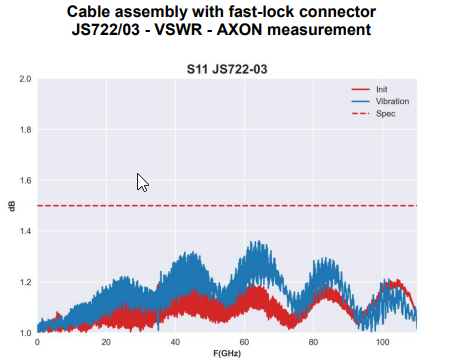 Cable assembly with fast-lock connector
JS722/03 - VSWR - AXON measurement
S11 JS722-03
2.0
Init
Vibration
Spec
1.8
1.6
1.4
1.2
1.0
dB
0
20
40
60
80
100
F(GHz)